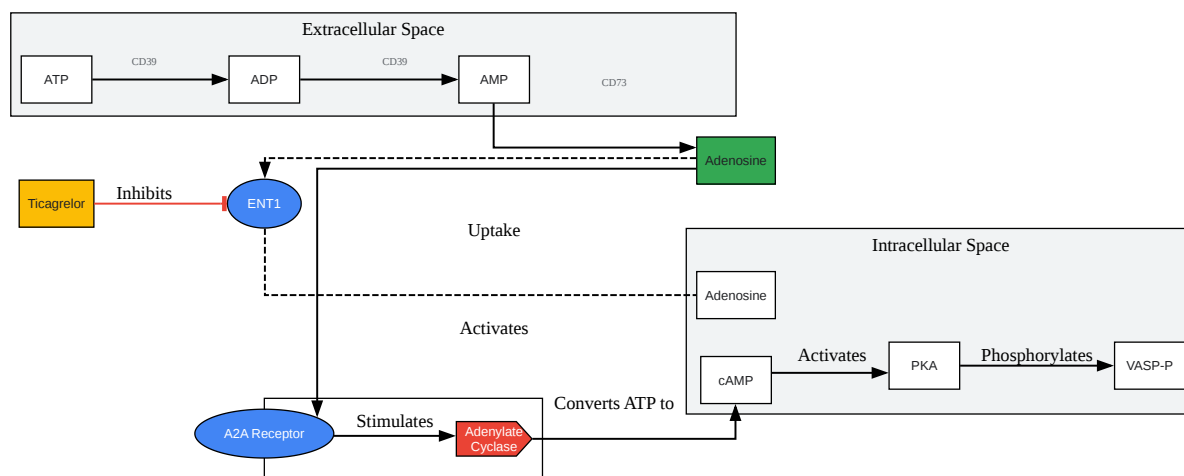 Extracellular Space
ATP
CD39
ADP
CD39
AMP
CD73
Adenosine
Ticagrelor
Inhibits
ENT1
Uptake
Intracellular Space
Adenosine
Activates
cAMP
Activates
PKA
Phosphorylates
VASP-P
A2A Receptor
Stimulates
Adenylate
Cyclase
Converts ATP to